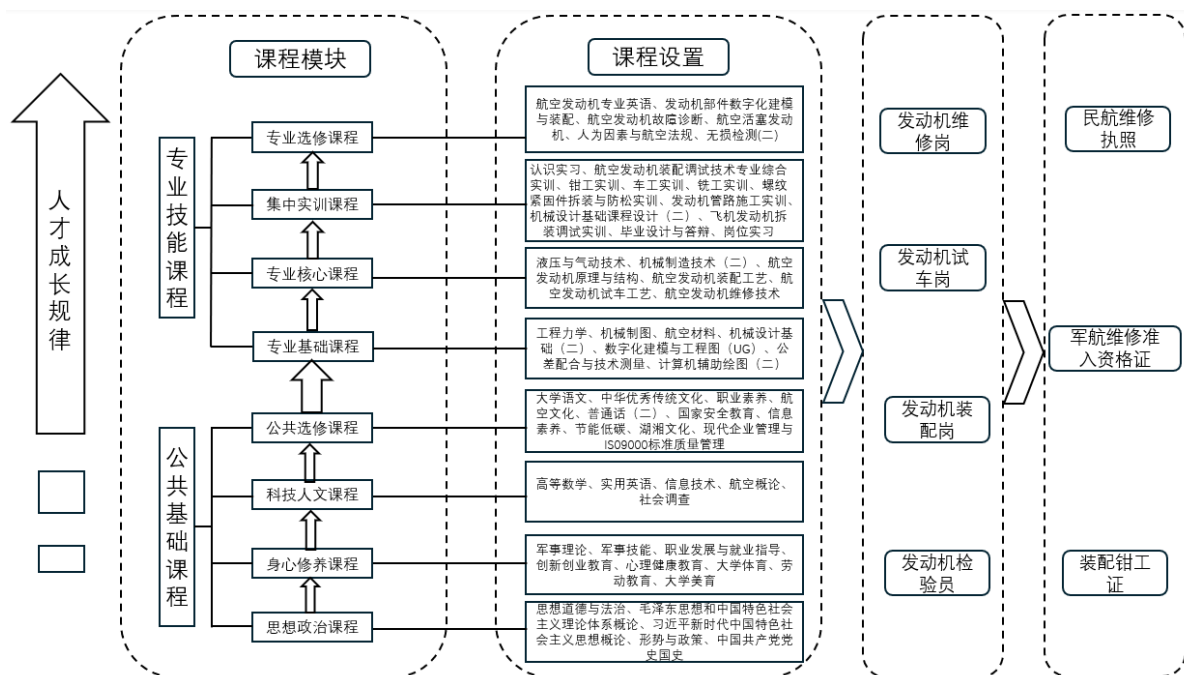 课程模块
课程设置
人才成长规律
专业技能课程
专业选修课程
航空发动机专业英语、发动机部件数字化建模
与装配、航空发动机故障诊断、航空活塞发动
机、人为因素与航空法规、无损检测(二)
集中实训课程
认识实习、航空发动机装配调试技术专业综合
实训、钳工实训、车工实训、铣工实训、螺纹
紧固件拆装与防松实训、发动机管路施工实训、
机械设计基础课程设计（二）、飞机发动机拆
装调试实训、毕业设计与答辩、岗位实习
专业核心课程
液压与气动技术、机械制造技术（二）、航空
发动机原理与结构、航空发动机装配工艺、航
空发动机试车工艺、航空发动机维修技术
专业基础课程
工程力学、机械制图、航空材料、机械设计基
础（二）、数字化建模与工程图（UG）、公
差配合与技术测量、计算机辅助绘图（二）
公共基础课程
公共选修课程
大学语文、中华优秀传统文化、职业素养、航
空文化、普通话（二）、国家安全教育、信息
素养、节能低碳、湖湘文化、现代企业管理与
IS09000标准质量管理
科技人文课程
高等数学、实用英语、信息技术、航空概论、
社会调查
身心修养课程
军事理论、军事技能、职业发展与就业指导、
创新创业教育、心理健康教育、大学体育、劳
动教育、大学美育
思想政治课程
思想道德与法治、毛泽东思想和中国特色社会
主义理论体系概论、习近平新时代中国特色社
会主义思想概论、形势与政策、中国共产党党
史国史
发动机维
修岗
发动机试
车岗
发动机装
配岗
发动机检
验员
民航维修
执照
军航维修准
入资格证
装配钳工
证